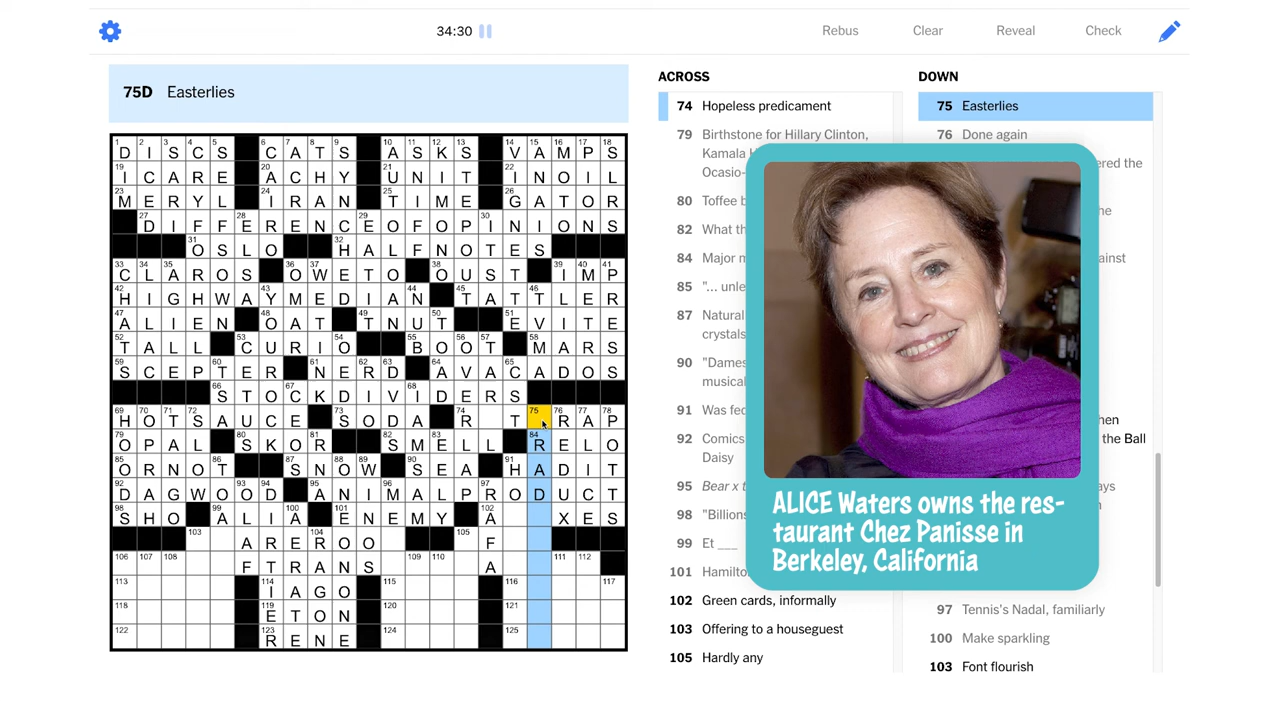 34:30
Rebus Clear Reveal Check
75D Easterlies
ACROSS
74 Hopeless predicament
79 Birthstone for Hillary Clinton,
Kamala
Ocasio-
80 Toffee
82 What
84 Major
85 "...
87 Natural
crystals
90 "Dames
musical
91 Was
92 Comics
Daisy
95 Bear x
98 "Billions
99 Et ___
101
102 Green cards, informally
103 Offering to a houseguest
105 Hardly any
DOWN
75 Easterlies
76 Done again
the
the Ball
97 Tennis's Nadal, familiarly
100 Make sparkling
103 Font flourish
ALICE Waters owns the res-
taurant Chez Panisse in
Berkeley, California
D I S C S C A T S A S K S V A M P S
I C A R E A C H Y U N I T I N O I L
M E R Y L I R A N T I M E G A T O R
D I F F E R E N C E O F O P I N I O N S
O S L O H A L F N O T E S
C L A R O S O W E T O O U S T I M P
H I G H W A Y M E D I A N T A T T L E R
A L I E N O A T T N U T E V I T E
T A L L C U R I O B O O T M A R S
S C E P T E R N E R D A V A C A D O S
S T O C K D I V I D E R S
H O T S A U C E S O D A R T R A P
O P A L S K O R S M E L L R E L O
O R N O T S N O W S E A H A D I T
D A G W O O D A N I M A L P R O D U C T
S H O A L I A E N E M Y A X E S
A R E R O O F
F T R A N S A
I A G O
E T O N
R E N E